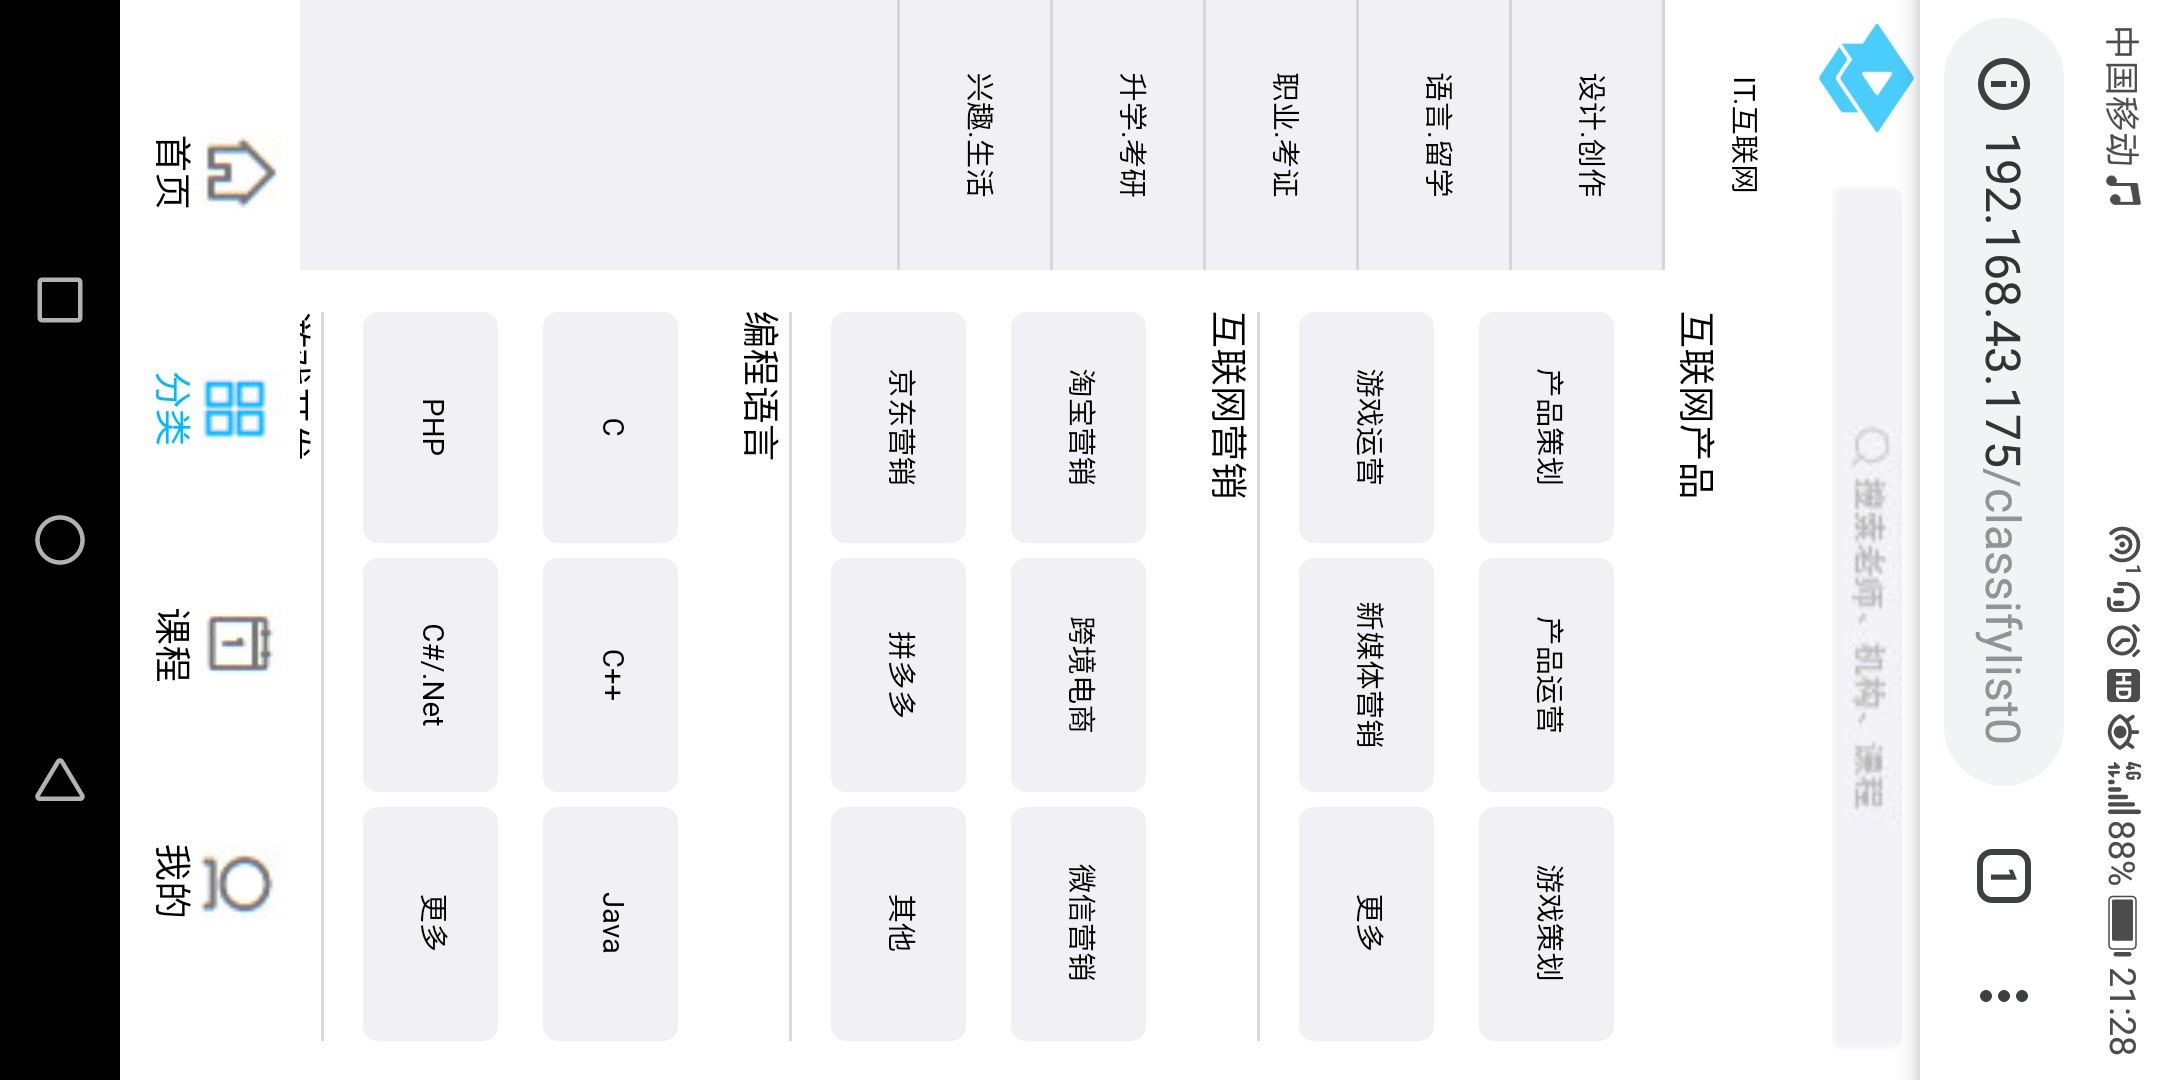 中国移动 1 HD 4G 88% 21:28
192.168.43.175/classifylist0 1
搜索老师、机构、课程
IT.互联网
设计.创作
语言.留学
职业.考证
升学.考研
兴趣.生活
互联网产品
产品策划 产品运营 游戏策划
游戏运营 新媒体营销 更多
互联网营销
淘宝营销 跨境电商 微信营销
京东营销 拼多多 其他
编程语言
C C++ Java
PHP C#/.Net 更多
首页 分类 课程 我的